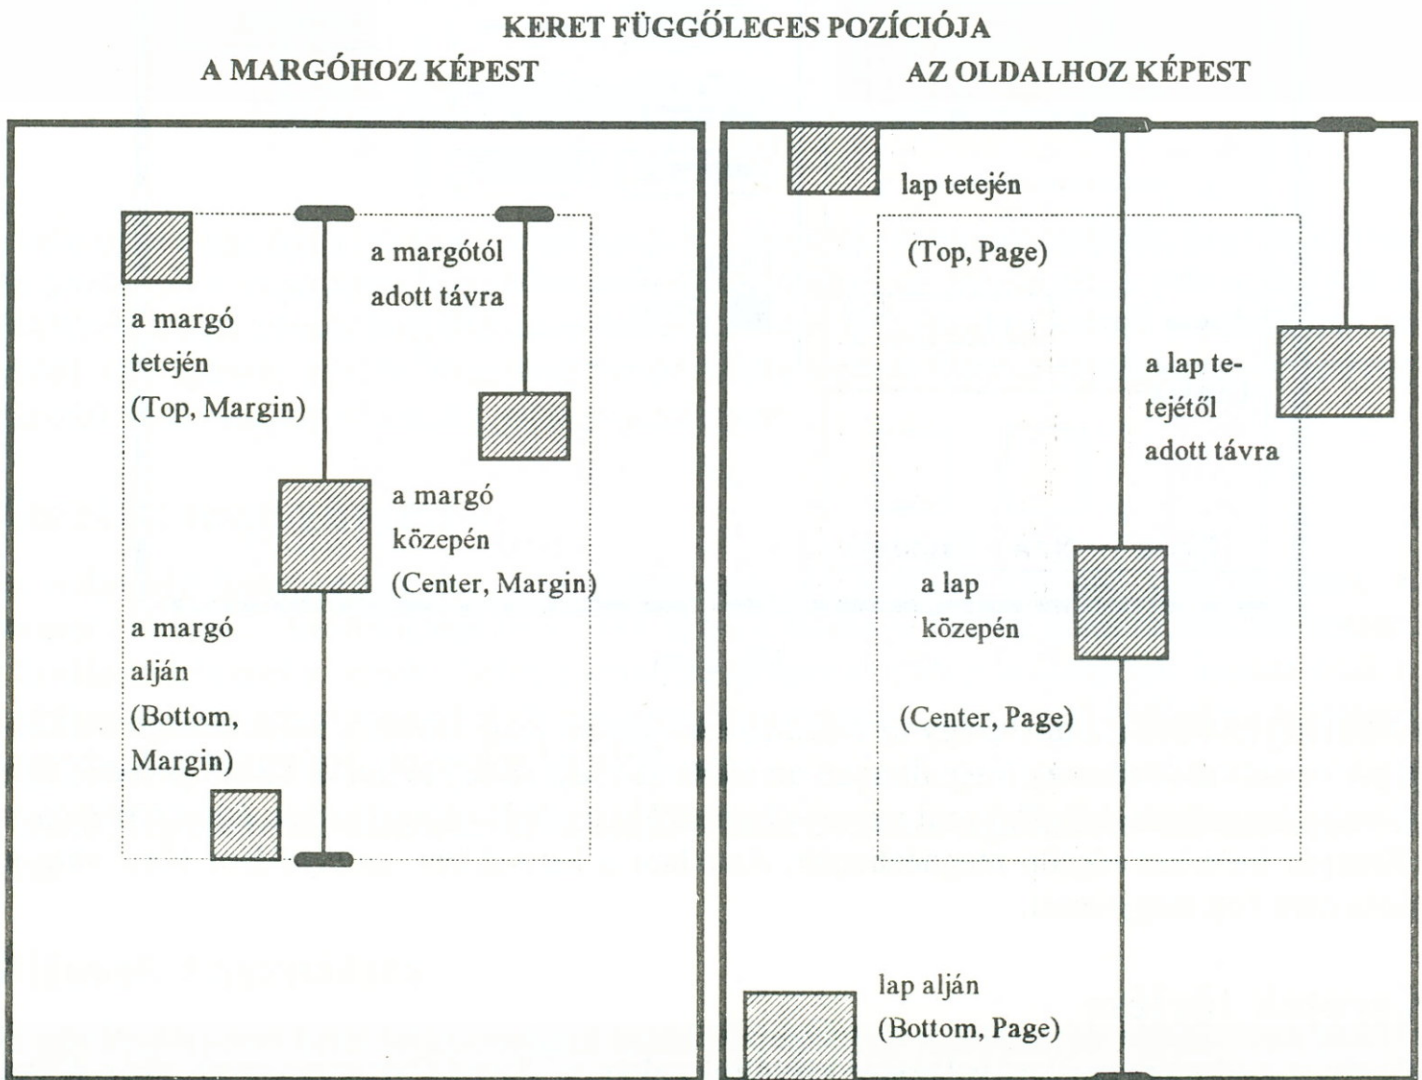 KERET FÜGGŐLEGES POZÍCIÓJA
A MARGÓHOZ KÉPEST
AZ OLDALHOZ KÉPEST
a margótól
adott távra
a margó
tetején
(Top, Margin)
a margó
közepén
(Center, Margin)
a margó
alján
(Bottom,
Margin)
lap tetején
(Top, Page)
a lap te-
tejétől
adott távra
a lap
közepén
(Center, Page)
lap alján
(Bottom, Page)